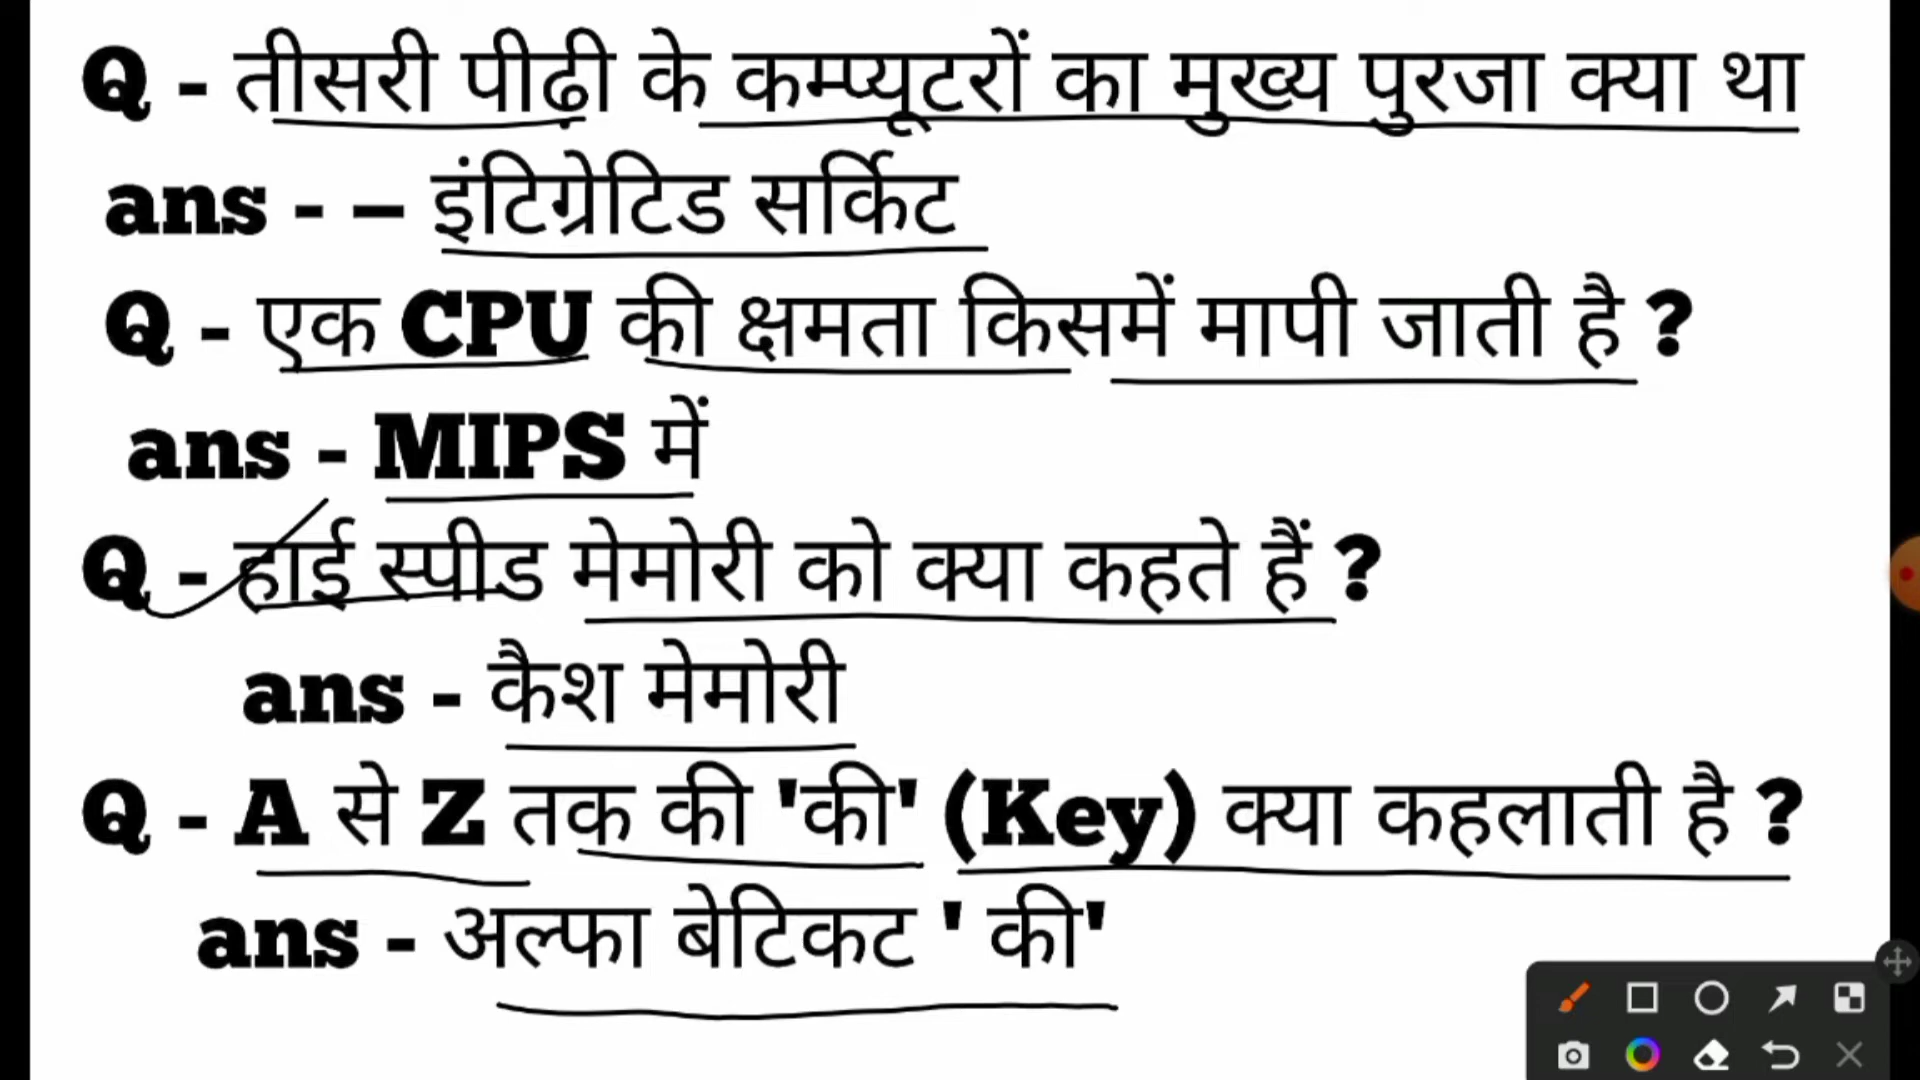 Q - तीसरी पीढ़ी के कम्प्यूटरों का मुख्य पुरजा क्या था
ans - – इंटिग्रेटिड सर्किट
Q - एक CPU की क्षमता किसमें मापी जाती है ?
ans - MIPS में
Q - हाई स्पीड मेमोरी को क्या कहते हैं ?
ans - कैश मेमोरी
Q - A से Z तक की 'की' (Key) क्या कहलाती है ?
ans - अल्फा बेटिकट ' की'